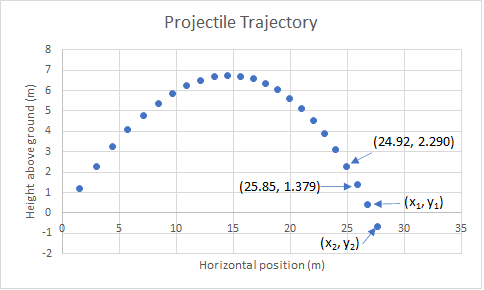 Projectile Trajectory
Height above ground (m)
8
7
6
5
4
3
2
1
0
-1
-2
0 5 10 15 20 25 30 35
(24.92, 2.290)
(25.85, 1.379)
(x₁, y₁)
(x₂, y₂)
Horizontal position (m)